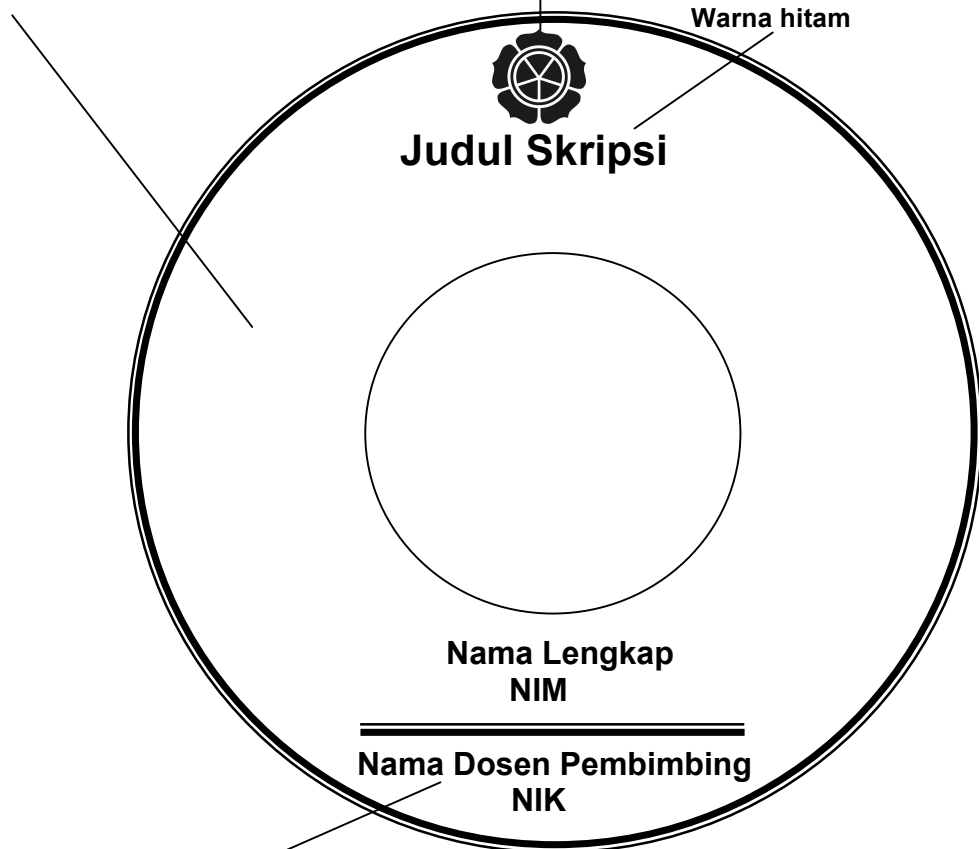 Warna hitam
Judul Skripsi
Nama Lengkap
NIM
Nama Dosen Pembimbing
NIK